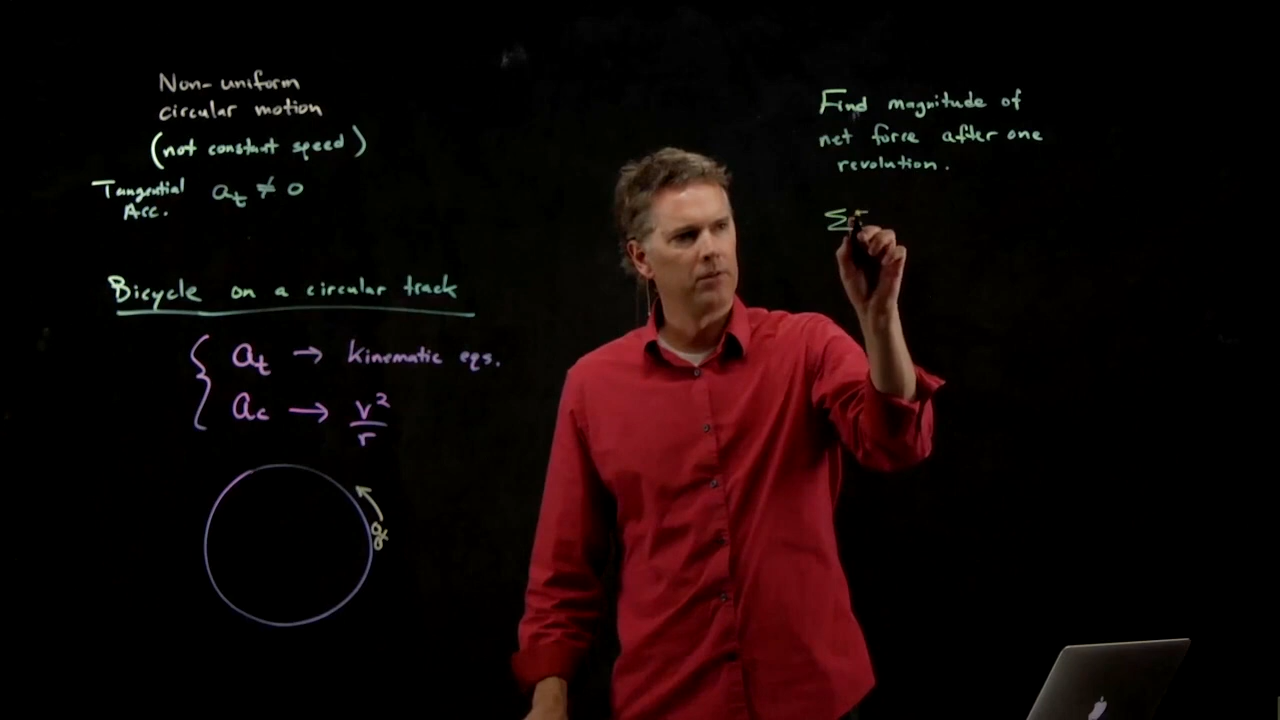 Non-uniform
circular motion
(not constant speed)
Tangential
Acc.
a_t ≠ 0
Bicycle on a circular track
{ a_t → kinematic eqs.
a_c → v²/r
Find magnitude of
net force after one
revolution.
ΣF